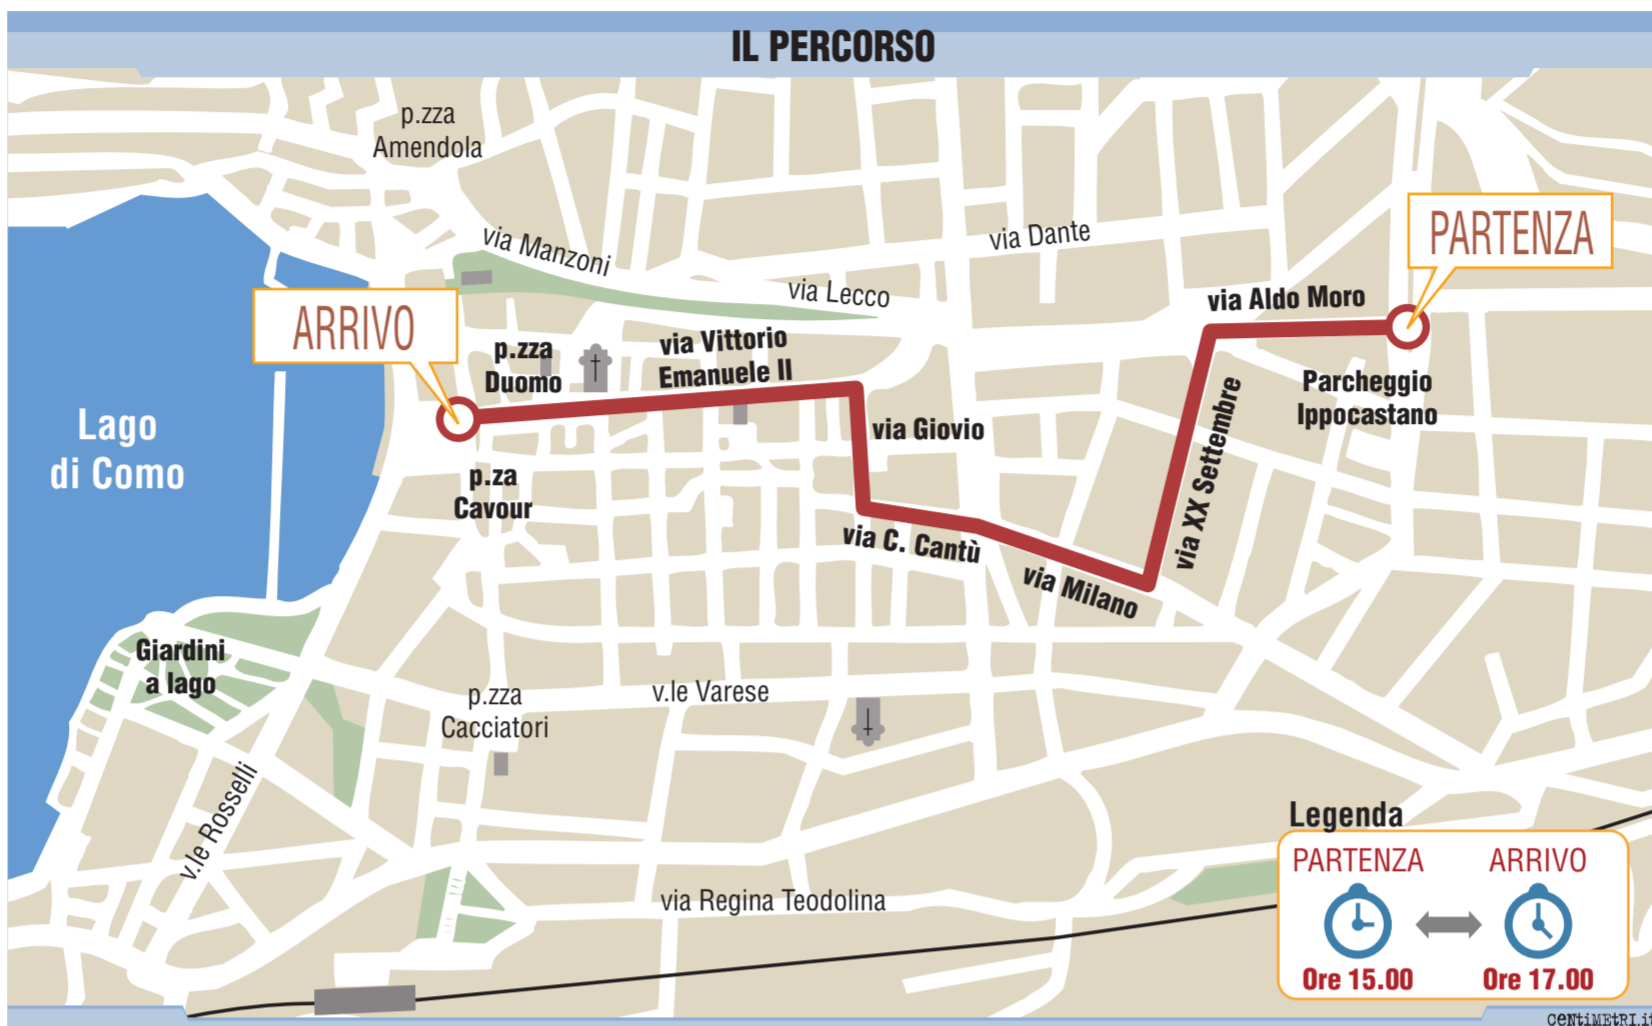 IL PERCORSO
p.zza
Amendola
via Manzoni
via Dante
PARTENZA
via Lecco
via Aldo Moro
ARRIVO
p.zza
Duomo
via Vittorio
Emanuele II
Parcheggio
Ippocastano
Lago
di Como
via Giovio
via XX Settembre
p.za
Cavour
via C. Cantù
via Milano
Giardini
a lago
p.zza
Cacciatori
v.le Varese
v.le Rosselli
via Regina Teodolina
Legenda
PARTENZA
ARRIVO
Ore 15.00
Ore 17.00
CENTIMETRI.it